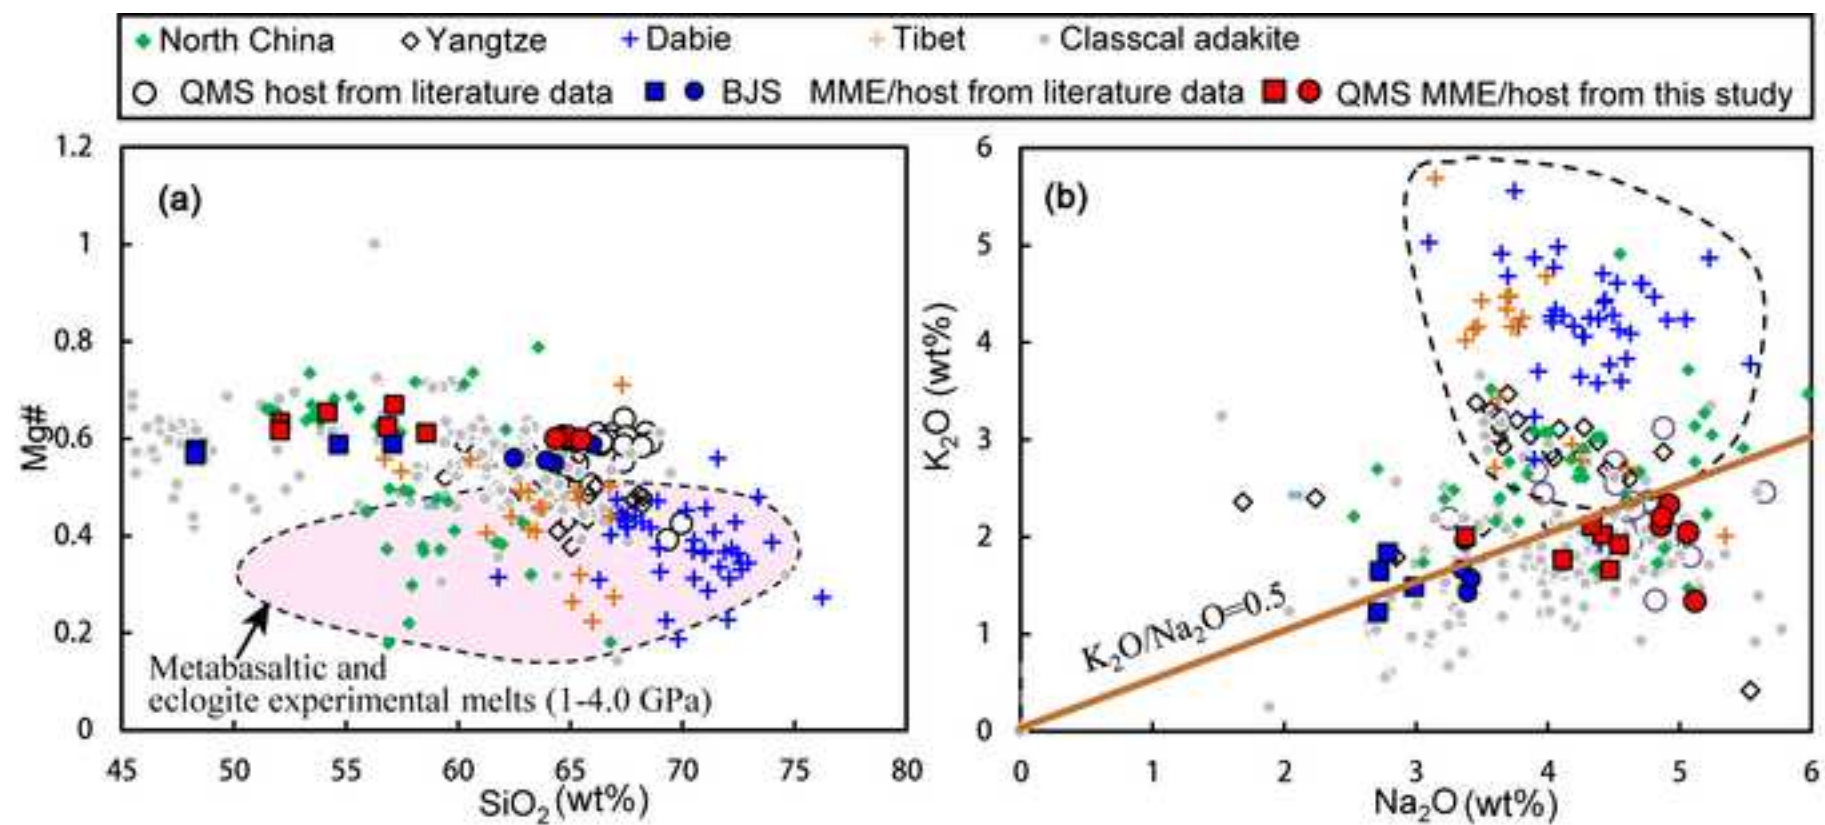 North China Yangtze Dabie Tibet Classcal adakite
QMS host from literature data BJS MME/host from literature data QMS MME/host from this study
(a)
Mg#
1.2
1
0.8
0.6
0.4
0.2
0
Metabasaltic and
eclogite experimental melts (1-4.0 GPa)
45 50 55 60 65 70 75 80
SiO₂ (wt%)
(b)
K₂O (wt%)
6
5
4
3
2
1
0
K₂O/Na₂O=0.5
0 1 2 3 4 5 6
Na₂O (wt%)